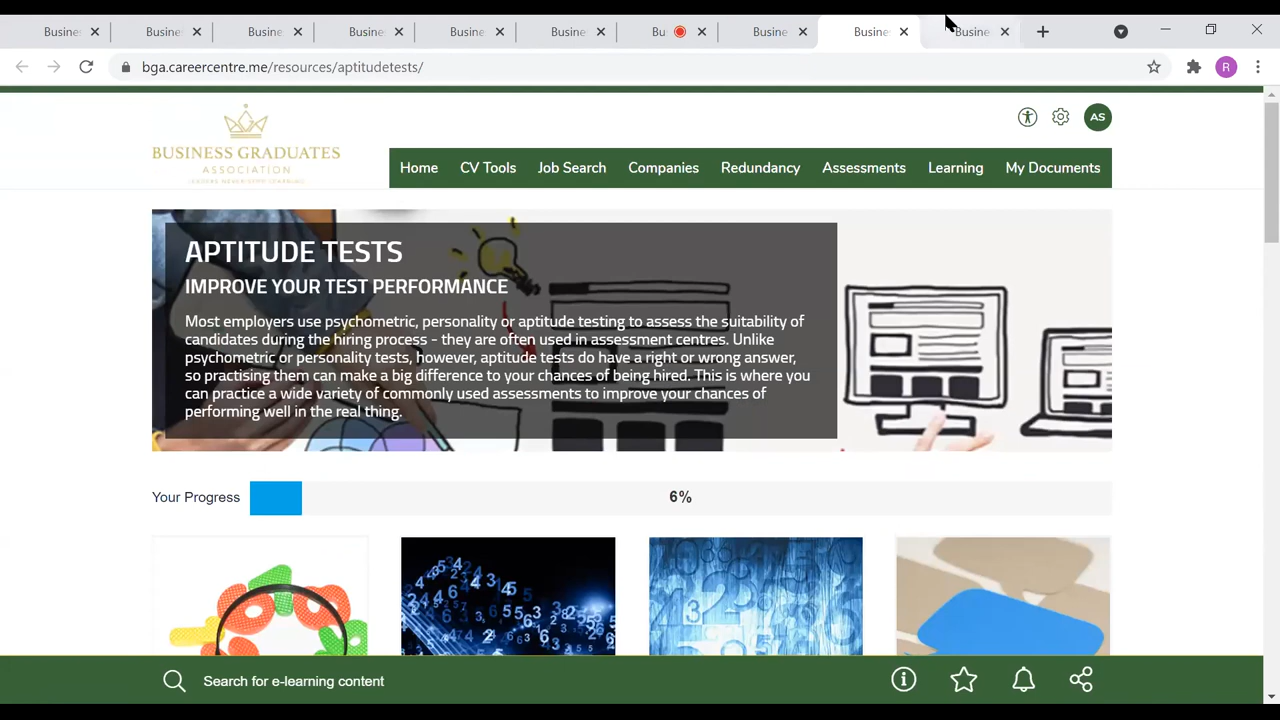 Busine Busine Busine Busine Busine Busine Bu Busine Busine Busine
bga.careercentre.me/resources/aptitudetests/
R
BUSINESS GRADUATES
ASSOCIATION
LEADERS NEVER STOP LEARNING
AS
Home CV Tools Job Search Companies Redundancy Assessments Learning My Documents
APTITUDE TESTS
IMPROVE YOUR TEST PERFORMANCE
Most employers use psychometric, personality or aptitude testing to assess the suitability of
candidates during the hiring process - they are often used in assessment centres. Unlike
psychometric or personality tests, however, aptitude tests do have a right or wrong answer,
so practising them can make a big difference to your chances of being hired. This is where you
can practice a wide variety of commonly used assessments to improve your chances of
performing well in the real thing.
Your Progress 6%
Search for e-learning content